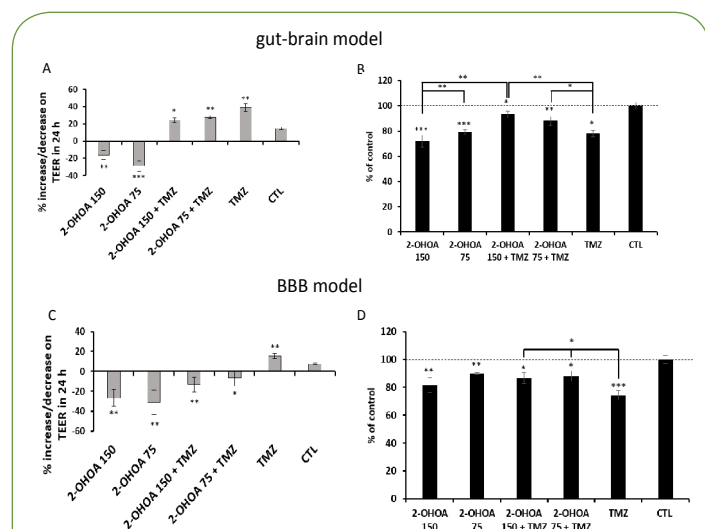 gut-brain model
A
% increase/decrease on
TEER in 24 h
60
40
20
0
-20
-40
**
***
*
**
**
2-OHOA 150
2-OHOA 75
2-OHOA 150 + TMZ
2-OHOA 75 + TMZ
TMZ
CTL
B
% of control
120
100
80
60
40
20
0
**
**
**
*
***
***
*
**
*
2-OHOA
150
2-OHOA
75
2-OHOA
150 + TMZ
2-OHOA
75 + TMZ
TMZ
CTL
BBB model
C
% increase/decrease on
TEER in 24 h
60
40
20
0
-20
-40
-60
**
**
**
*
**
2-OHOA 150
2-OHOA 75
2-OHOA 150 + TMZ
2-OHOA 75 + TMZ
TMZ
CTL
D
% of control
120
100
80
60
40
20
0
*
**
**
*
*
***
2-OHOA
150
2-OHOA
75
2-OHOA
150 + TMZ
2-OHOA
75 + TMZ
TMZ
CTL